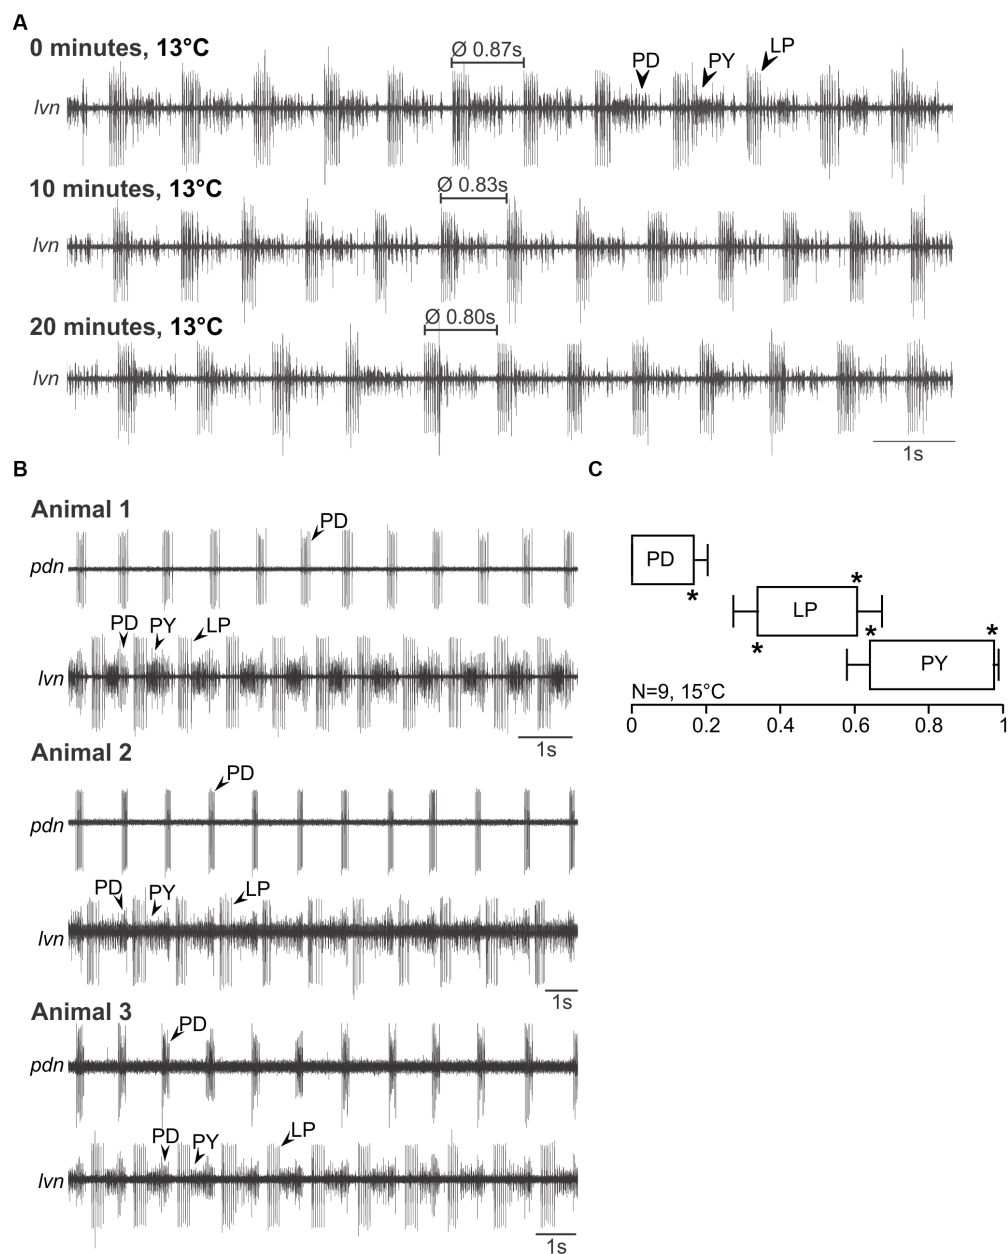 A
0 minutes, 13°C
Ø 0.87s
PD
PY
LP
lvn
10 minutes, 13°C
Ø 0.83s
lvn
20 minutes, 13°C
Ø 0.80s
lvn
1s
B
Animal 1
PD
pdn
PD
PY
LP
lvn
1s
Animal 2
PD
pdn
PD
PY
LP
lvn
1s
Animal 3
PD
pdn
PD
PY
LP
lvn
1s
C
PD
*
LP
*
*
*
PY
*
N=9, 15°C
0 0.2 0.4 0.6 0.8 1